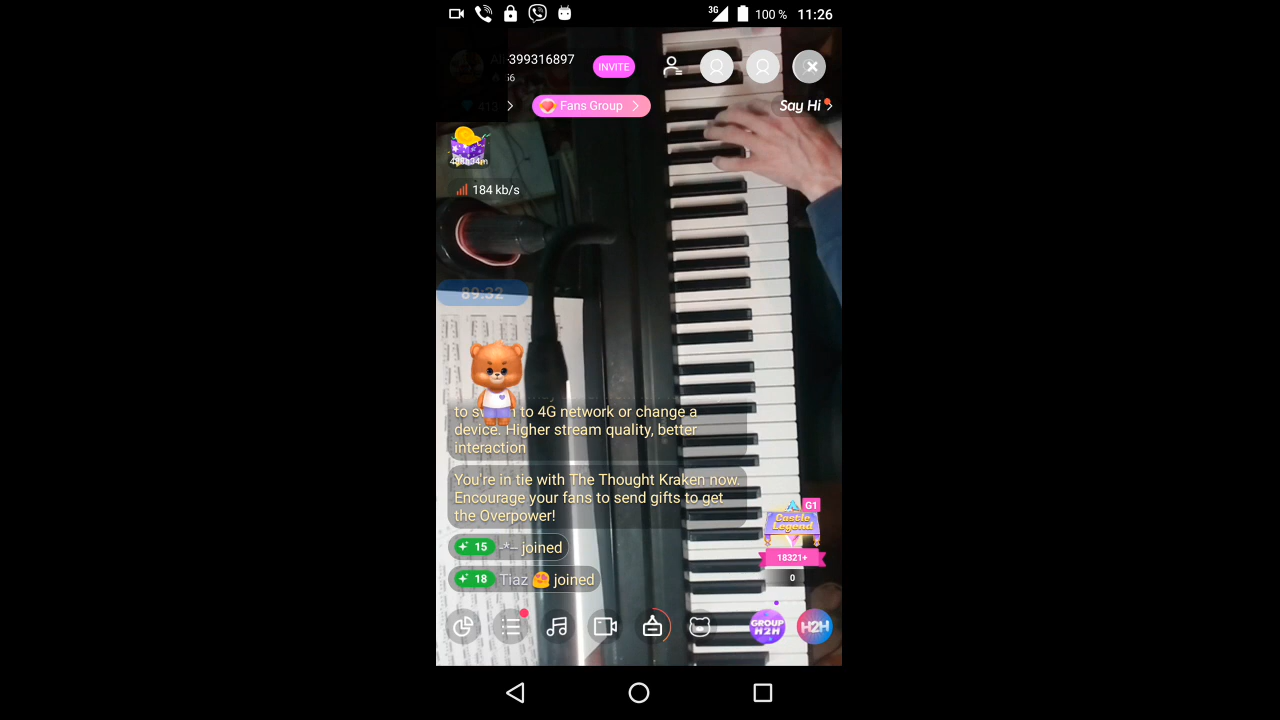 3G 100 % 11:26
399316897
INVITE
Fans Group
Say Hi
184 kb/s
89:32
to 4G network or change a
device. Higher stream quality, better
interaction
You're in tie with The Thought Kraken now.
Encourage your fans to send gifts to get
the Overpower!
15 -*– joined
18 Tiaz 😍 joined
G1
Castle
Legend
18321+
0
GROUP
H2H
H2H